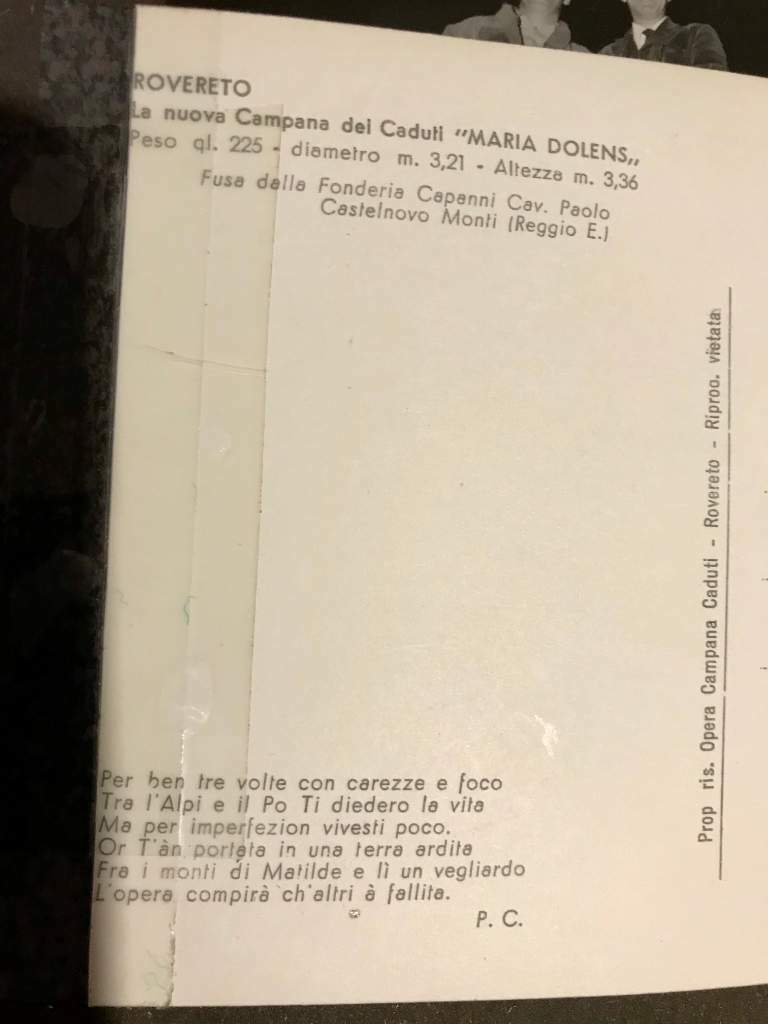 ROVERETO
La nuova Campana dei Caduti "MARIA DOLENS„
Peso ql. 225 - diametro m. 3,21 - Altezza m. 3,36
Fusa dalla Fonderia Capanni Cav. Paolo
Castelnovo Monti (Reggio E.)
Per ben tre volte con carezze e foco
Tra l'Alpi e il Po Ti diedero la vita
Ma per imperfezion vivesti poco.
Or T'àn portata in una terra ardita
Fra i monti di Matilde e lì un vegliardo
L'opera compirà ch'altri à fallita.
P. C.
Prop ris. Opera Campana Caduti - Rovereto - Riproo. vietata